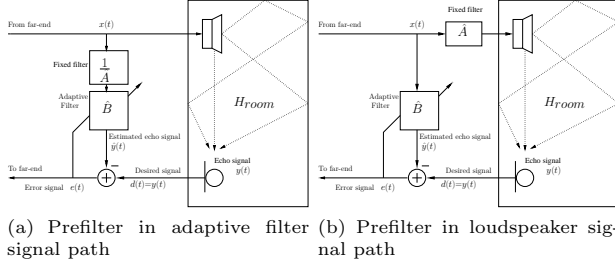 From far-end
x(t)
Fixed filter
1
Â
Adaptive
Filter
B̂
H_room
Estimated echo signal
ŷ(t)
Echo signal
y(t)
To far-end
Desired signal
Error signal e(t)
d(t)=y(t)
(a) Prefilter in adaptive filter
signal path
From far-end
x(t)
Fixed filter
Â
Adaptive
Filter
B̂
H_room
Estimated echo signal
ŷ(t)
Echo signal
y(t)
To far-end
Desired signal
Error signal e(t)
d(t)=y(t)
(b) Prefilter in loudspeaker sig-
nal path